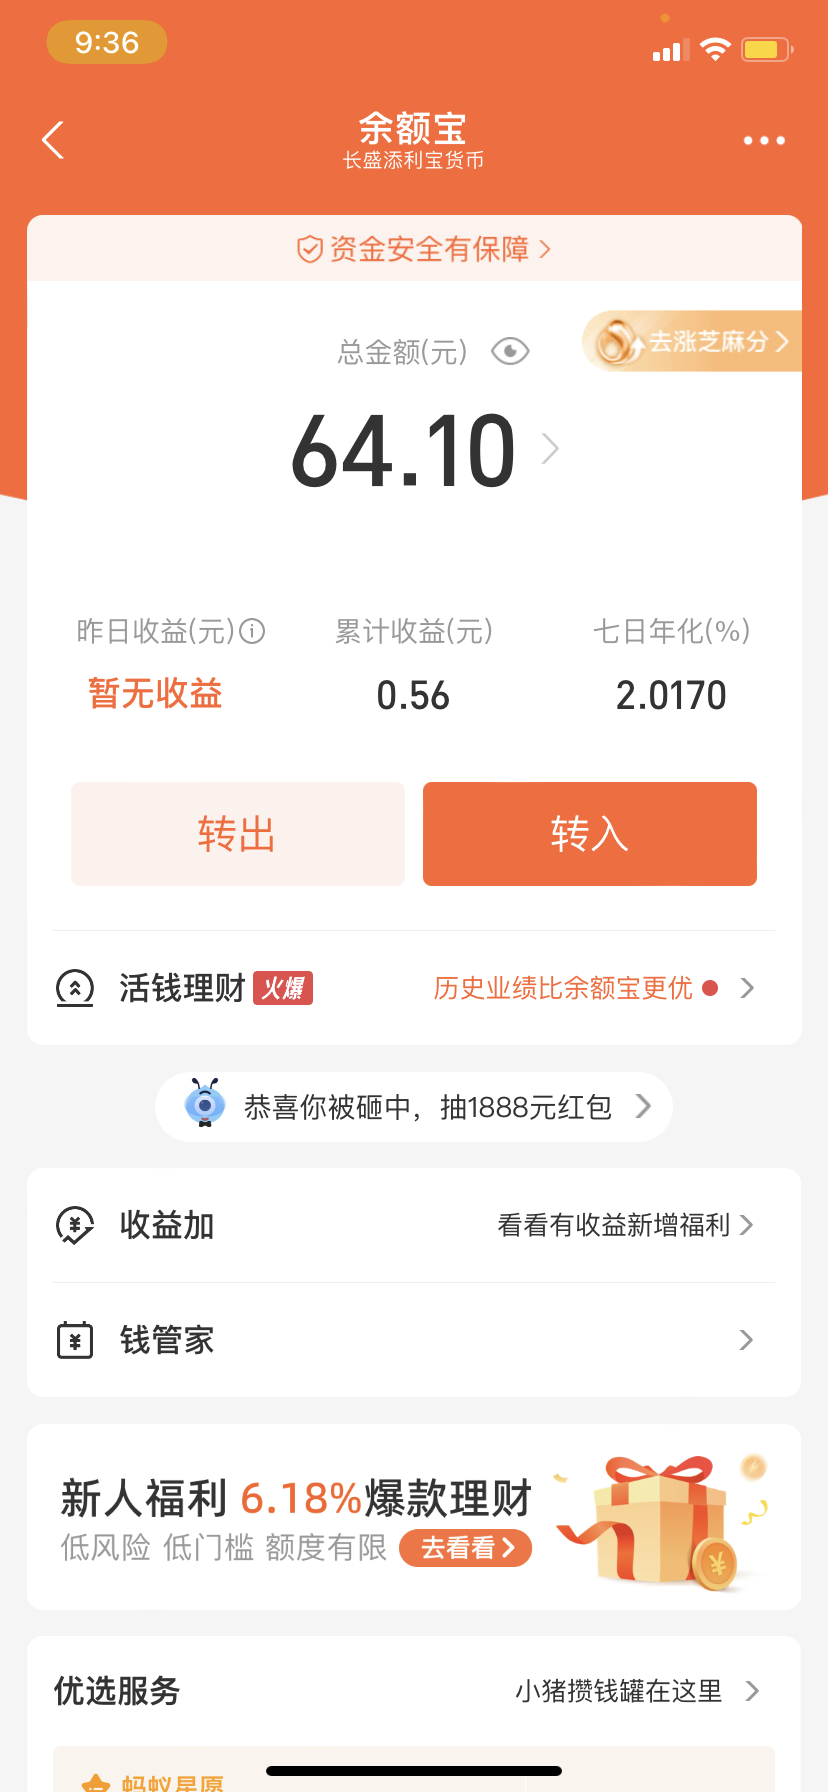 9:36
余额宝
长盛添利宝货币
资金安全有保障
总金额(元)
去涨芝麻分
64.10
昨日收益(元) 累计收益(元) 七日年化(%)
暂无收益 0.56 2.0170
转出 转入
活钱理财 火爆 历史业绩比余额宝更优
恭喜你被砸中，抽1888元红包
收益加 看看有收益新增福利
钱管家
新人福利 6.18%爆款理财
低风险 低门槛 额度有限 去看看
优选服务 小猪攒钱罐在这里
蚂蚁星愿